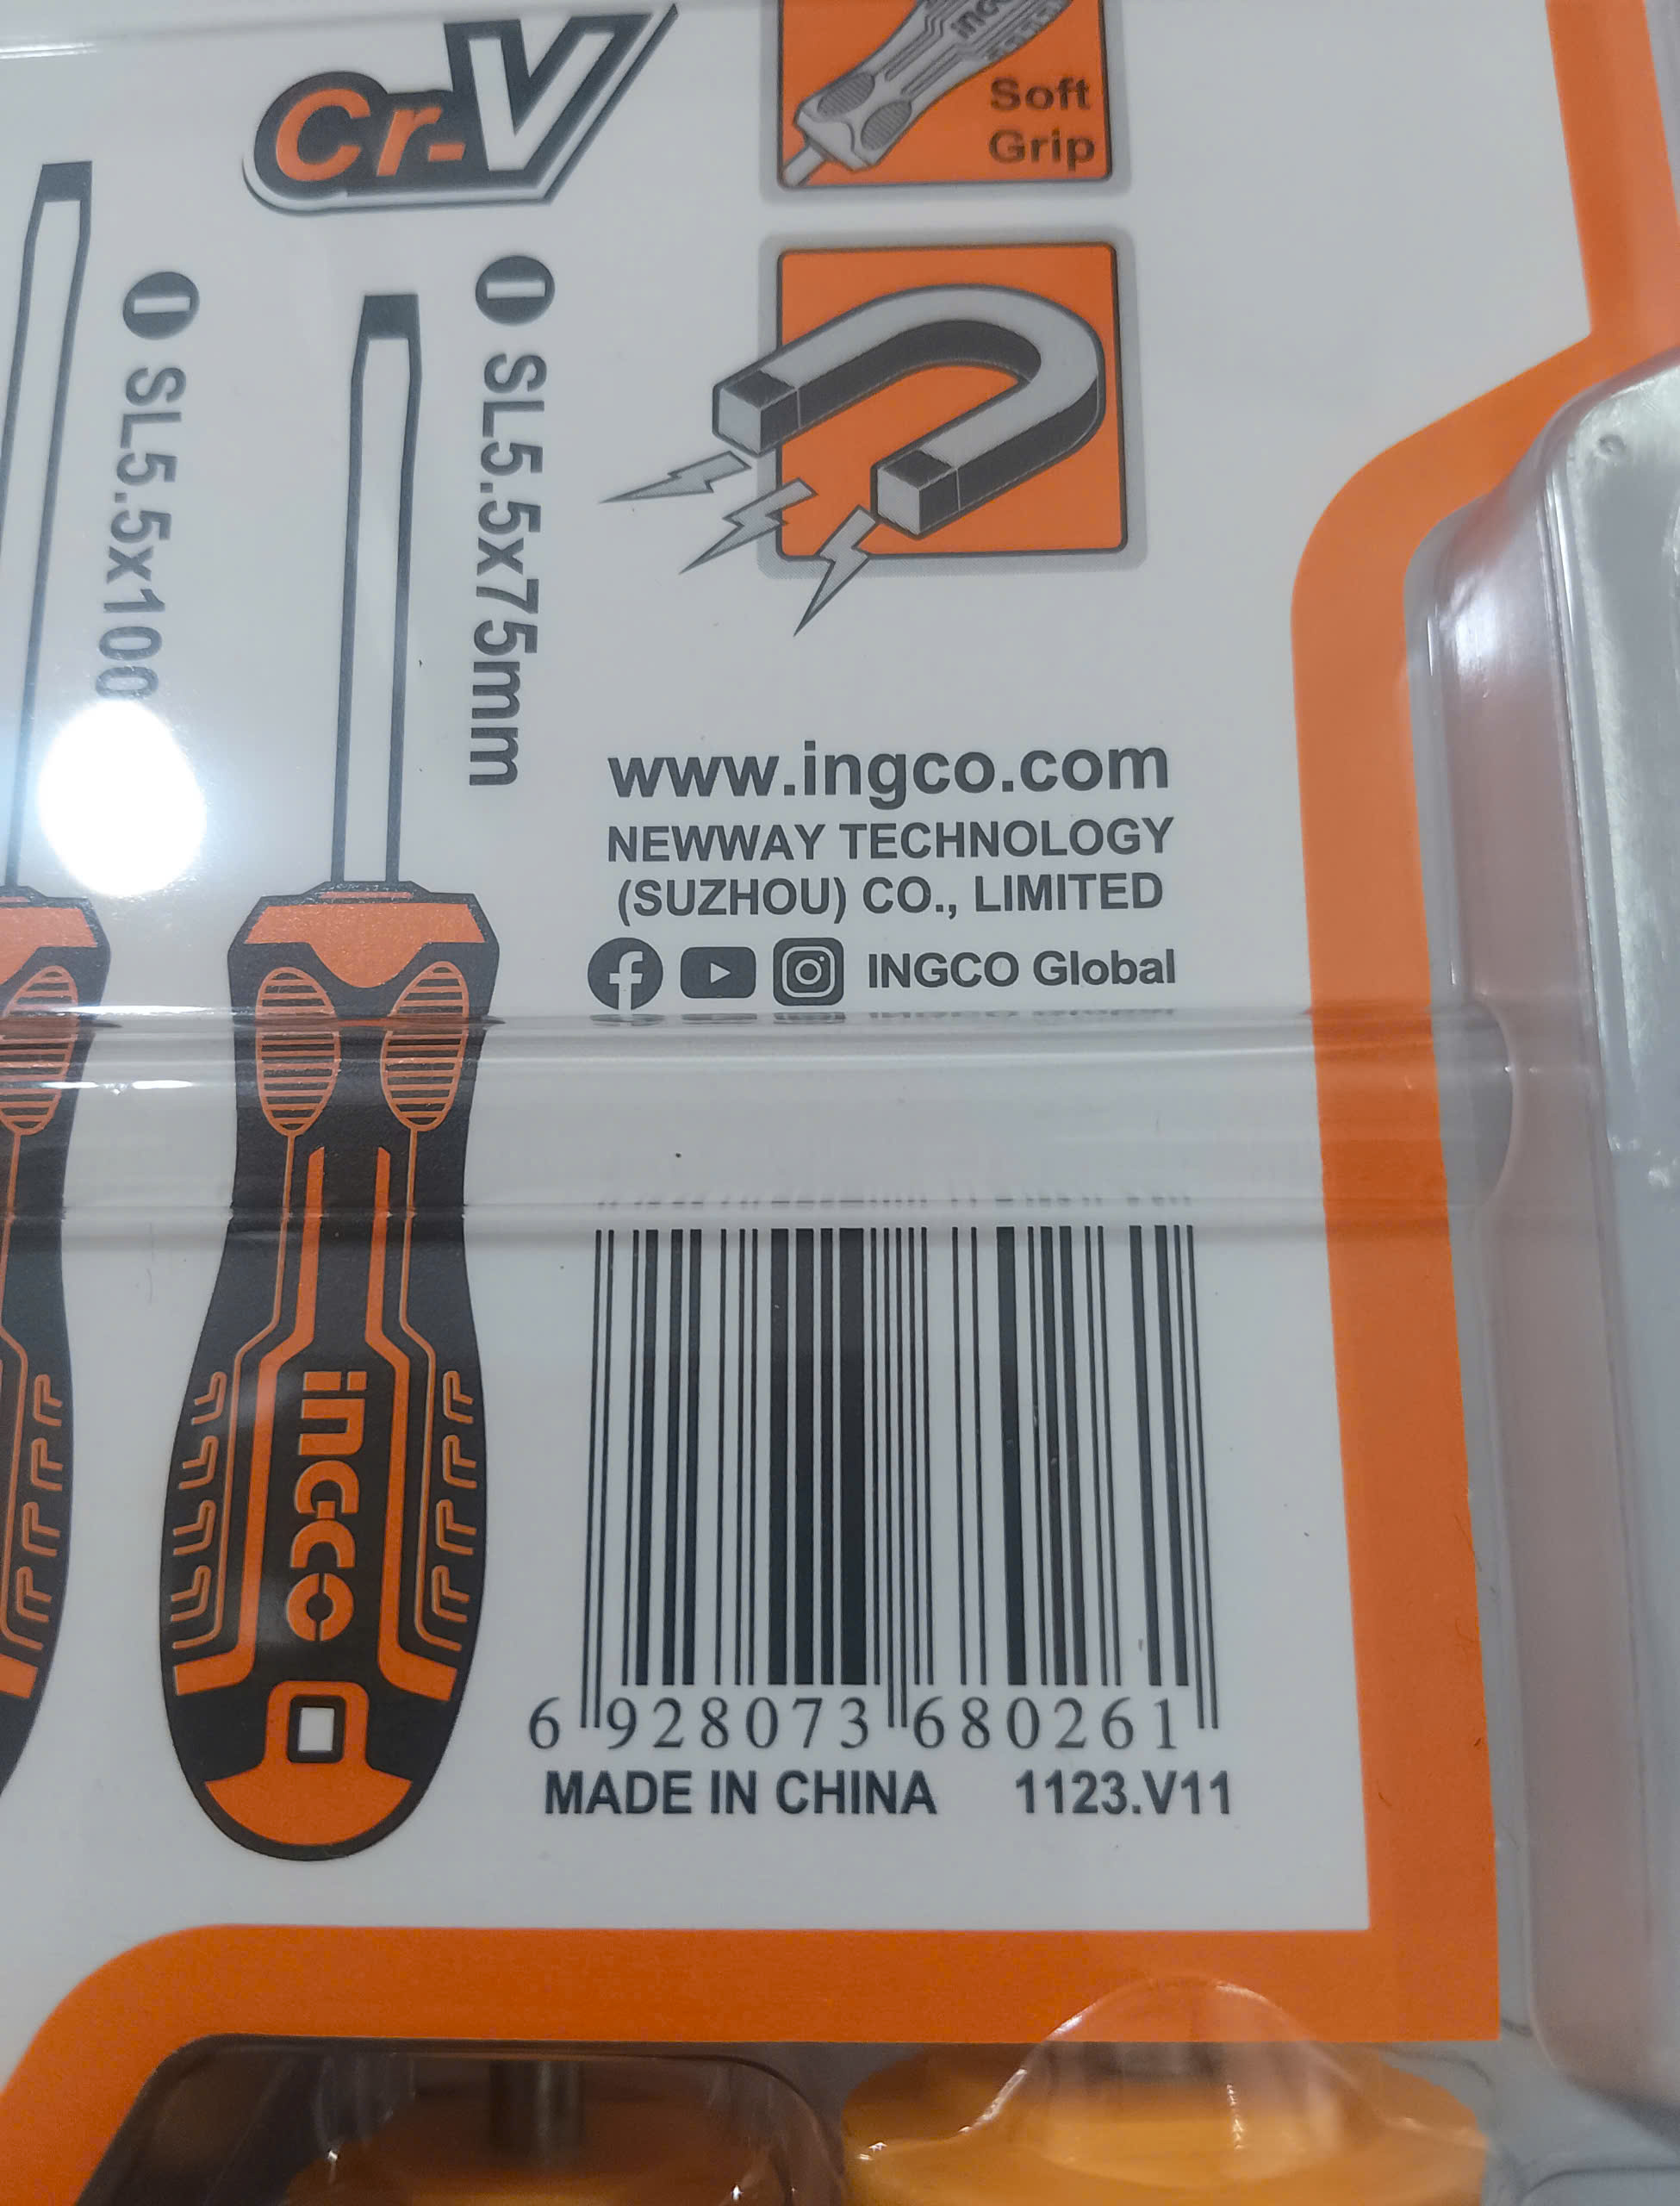 Cr-V
ingco
Soft
Grip
SL5.5x100
SL5.5x75mm
www.ingco.com
NEWWAY TECHNOLOGY
(SUZHOU) CO., LIMITED
INGCO Global
ingco
6 928073 680261
MADE IN CHINA 1123.V11